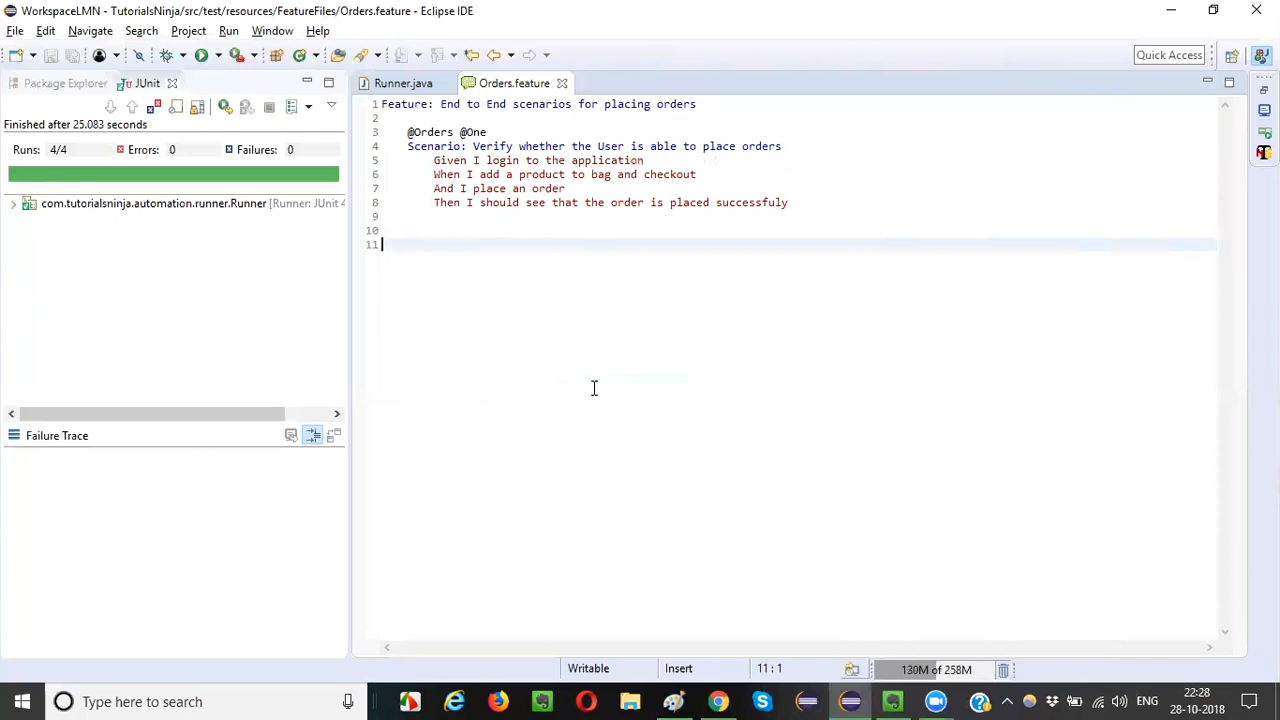 WorkspaceLMN - TutorialsNinja/src/test/resources/FeatureFiles/Orders.feature - Eclipse IDE
File Edit Navigate Search Project Run Window Help
Quick Access
Package Explorer JUnit
Runner.java Orders.feature
Finished after 25.083 seconds
Runs: 4/4 Errors: 0 Failures: 0
com.tutorialsninja.automation.runner.Runner [Runner: JUnit 4
Failure Trace
1 Feature: End to End scenarios for placing orders
2
3 @Orders @One
4 Scenario: Verify whether the User is able to place orders
5 Given I login to the application
6 When I add a product to bag and checkout
7 And I place an order
8 Then I should see that the order is placed successfuly
9
10
11
Writable Insert 11 : 1 130M of 258M
Type here to search
ENG
22:28
28-10-2018